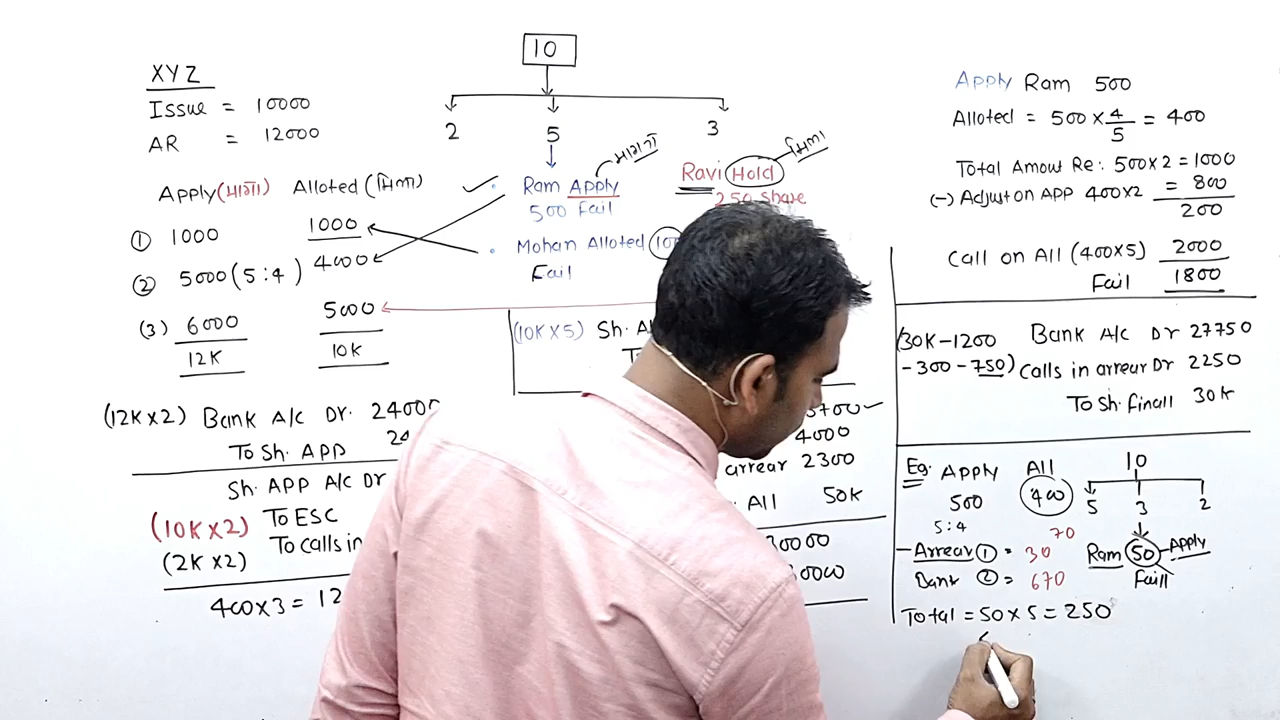 10
2 5 3
XYZ
Issue = 10000
AR = 12000
Apply(मांगा) Alloted (मिला)
① 1000 1000
② 5000 (5:4) 4000
(3) 6000 5000
12K 10K
मांगा
Ram Apply
500 Fail
Mohan Alloted
Fail
मिला
Ravi Hold
250 Share
(10K×5) Sh.
To
3700
4000
arrear 2300
All 50K
(12K×2) Bank A/c Dr. 24000
To Sh. APP
Sh. APP A/C Dr
(10K×2) To ESC
(2K×2) To calls in
400×3 = 12
Apply Ram 500
Alloted = 500 × 4/5 = 400
Total Amout Re: 500×2 = 1000
(-) Adjust on APP 400×2 = 800
200
Call on All (400×5) 2000
Fail 1800
(30K-1200 Bank A/c Dr 27750
-300-750) Calls in arrear Dr 2250
To Sh. finall 30K
Eg. Apply All 10
500 400 5 3 2
5:4 70
-Arrear ① = 30 Ram 50 Apply
Bank ② = 670 Faill
Total = 50×5 = 250